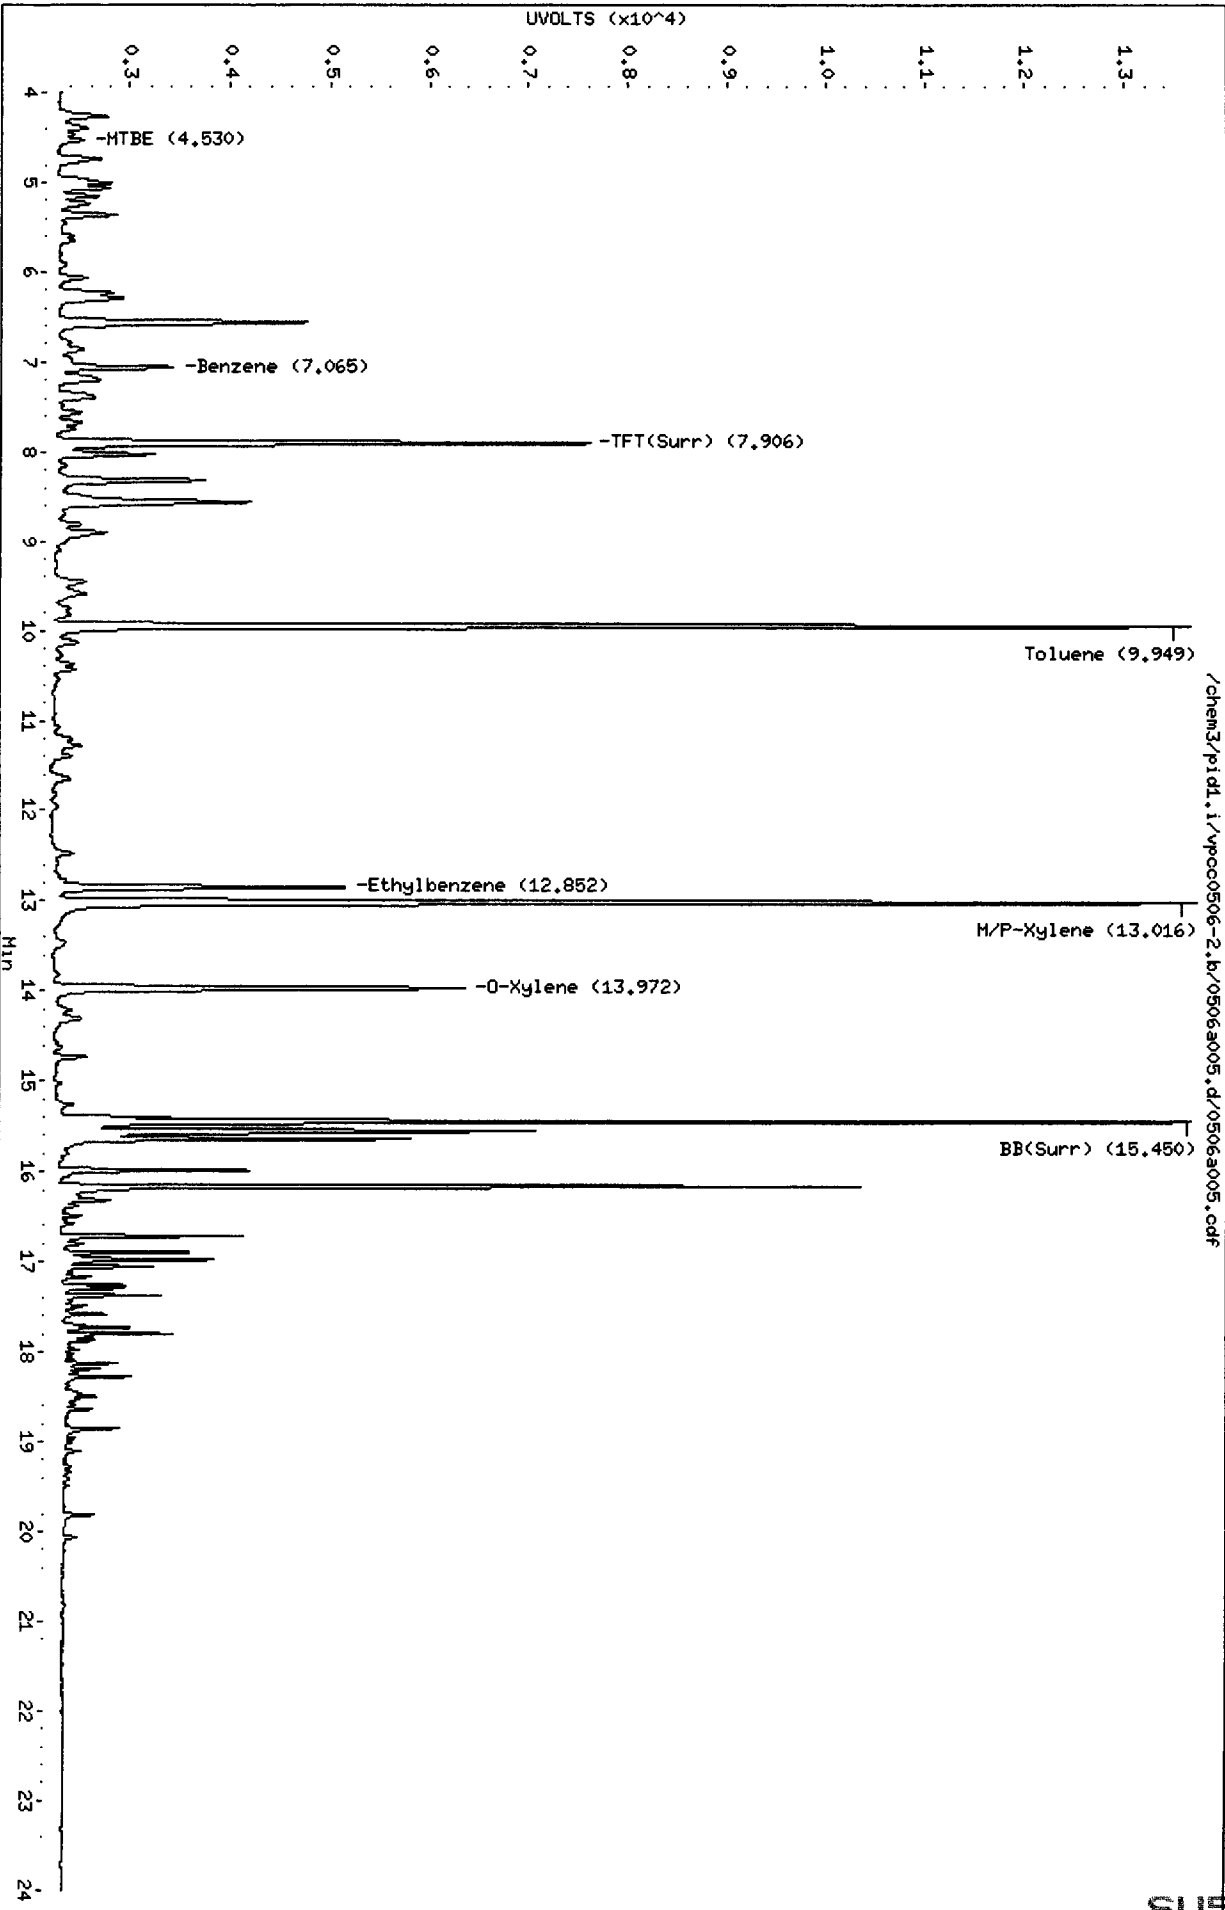 /chem3/pid1.i/vpcc0506-2.b/0506a005.d/0506a005.cdf
UVOLTS (x10^4)
1.3
1.2
1.1
1.0
0.9
0.8
0.7
0.6
0.5
0.4
0.3
-MTBE (4.530)
-Benzene (7.065)
-TFT(Surr) (7.906)
Toluene (9.949)
-Ethylbenzene (12.852)
M/P-Xylene (13.016)
-O-Xylene (13.972)
BB(Surr) (15.450)
4 5 6 7 8 9 10 11 12 13 14 15 16 17 18 19 20 21 22 23 24
Min